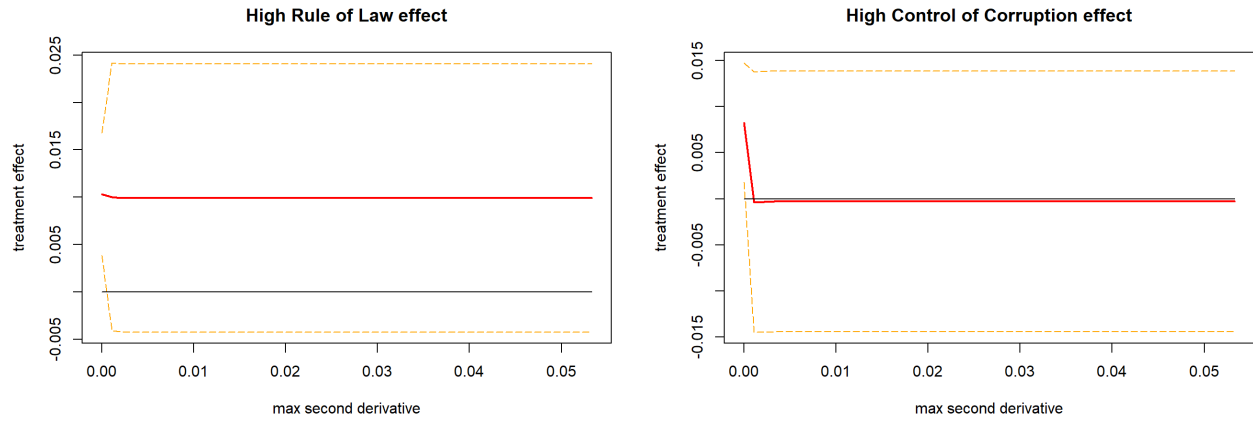 High Rule of Law effect
treatment effect
0.025
0.015
0.005
-0.005
0.00 0.01 0.02 0.03 0.04 0.05
max second derivative
High Control of Corruption effect
treatment effect
0.015
0.005
-0.005
-0.015
0.00 0.01 0.02 0.03 0.04 0.05
max second derivative